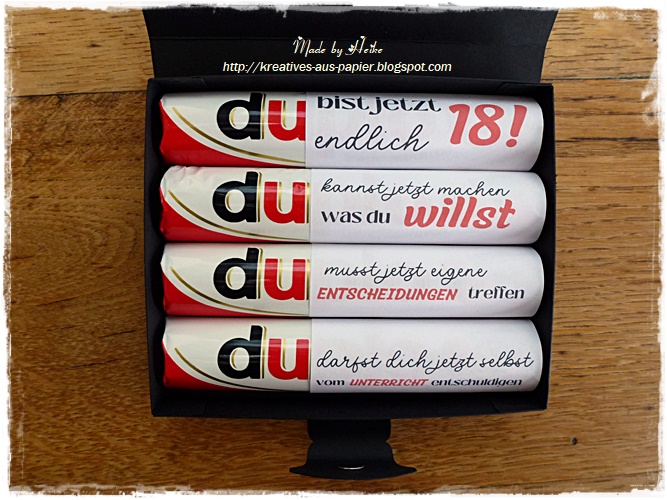 Made by Heike
http://kreatives-aus-papier.blogspot.com
du bist jetzt
endlich 18!
du kannst jetzt machen
was du willst
du musst jetzt eigene
ENTSCHEIDUNGEN treffen
du darfst dich jetzt selbst
vom UNTERRICHT entschuldigen